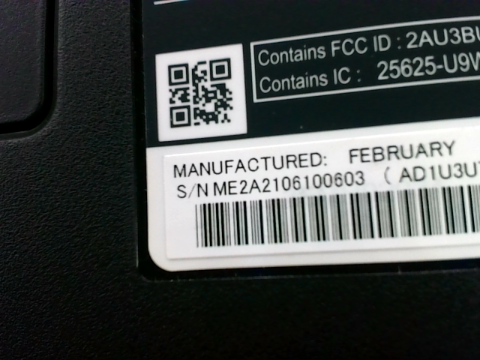 Contains FCC ID : 2AU3BU
Contains IC : 25625-U9W
MANUFACTURED: FEBRUARY
S/N ME2A2106100603 ( AD1U3U